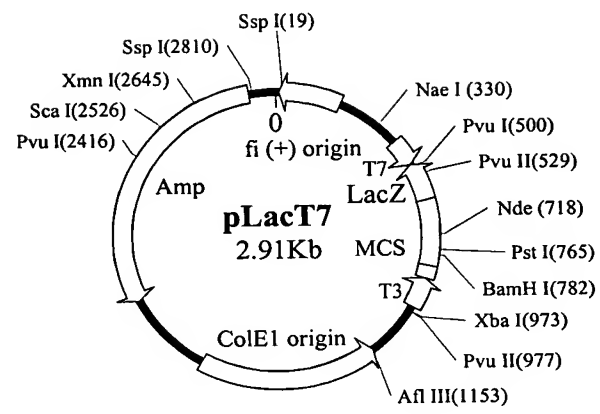 Ssp I(19)
Ssp I(2810)
Xmn I(2645)
Sca I(2526)
Pvu I(2416)
Nae I (330)
Pvu I(500)
Pvu II(529)
Nde (718)
Pst I(765)
BamH I(782)
Xba I(973)
Pvu II(977)
Afl III(1153)
0
fi (+) origin
T7
LacZ
Amp
pLacT7
2.91Kb
MCS
T3
ColE1 origin